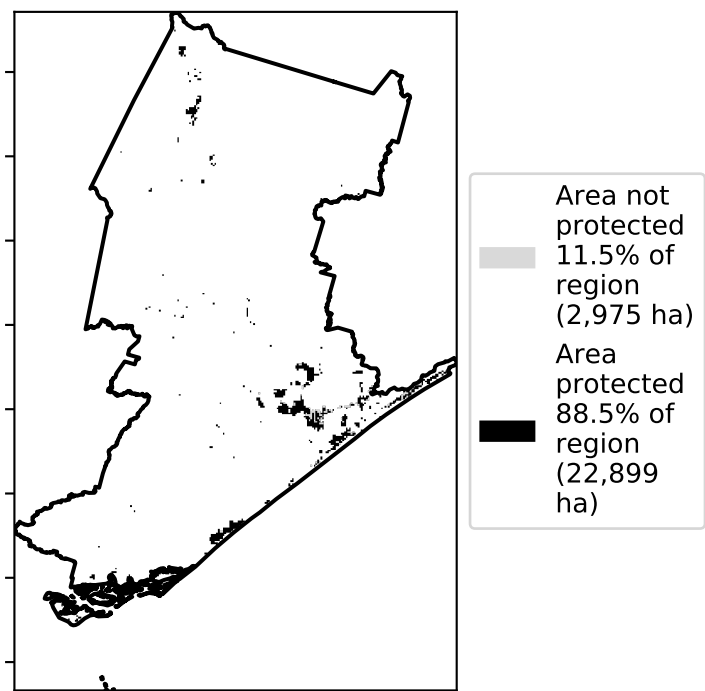 Area not
protected
11.5% of
region
(2,975 ha)
Area
protected
88.5% of
region
(22,899
ha)